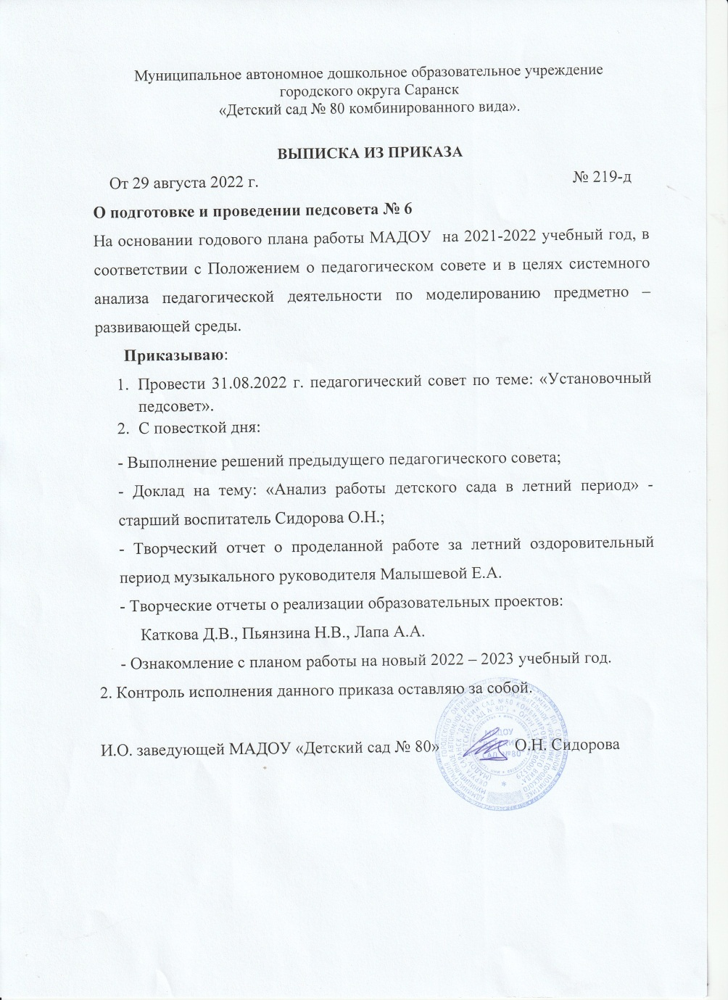 Муниципальное автономное дошкольное образовательное учреждение
городского округа Саранск
«Детский сад № 80 комбинированного вида».
ВЫПИСКА ИЗ ПРИКАЗА
От 29 августа 2022 г.
№ 219-д
О подготовке и проведении педсовета № 6
На основании годового плана работы МАДОУ на 2021-2022 учебный год, в
соответствии с Положением о педагогическом совете и в целях системного
анализа педагогической деятельности по моделированию предметно –
развивающей среды.
Приказываю:
1. Провести 31.08.2022 г. педагогический совет по теме: «Установочный
педсовет».
2. С повесткой дня:
- Выполнение решений предыдущего педагогического совета;
- Доклад на тему: «Анализ работы детского сада в летний период» -
старший воспитатель Сидорова О.Н.;
- Творческий отчет о проделанной работе за летний оздоровительный
период музыкального руководителя Малышевой Е.А.
- Творческие отчеты о реализации образовательных проектов:
Каткова Д.В., Пьянзина Н.В., Лапа А.А.
- Ознакомление с планом работы на новый 2022 – 2023 учебный год.
2. Контроль исполнения данного приказа оставляю за собой.
И.О. заведующей МАДОУ «Детский сад № 80»
О.Н. Сидорова
МАДОУ
САД №80